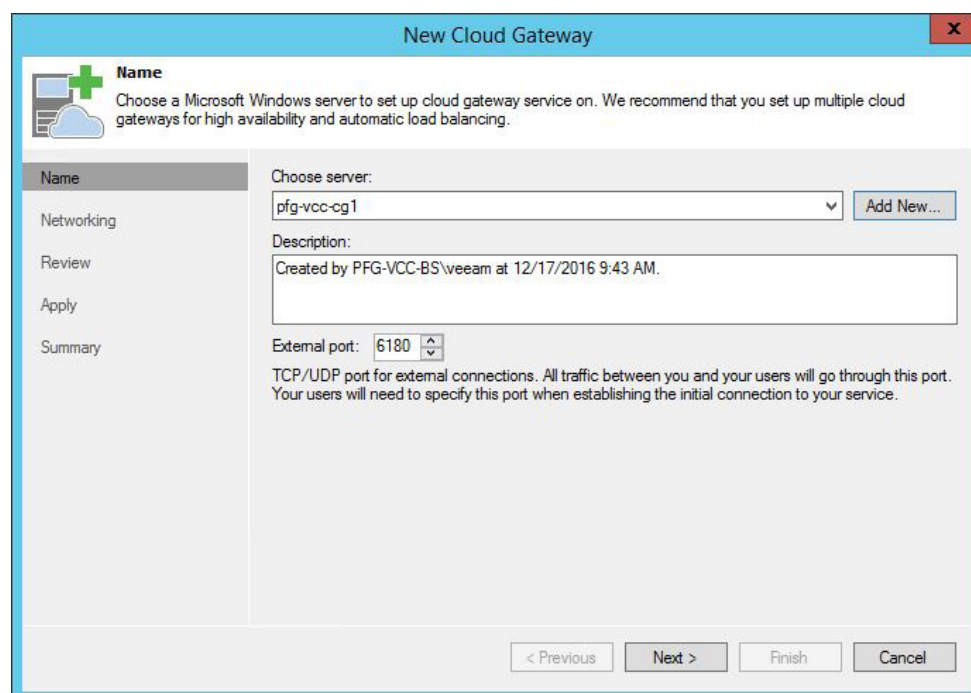 New Cloud Gateway
x
Name
Choose a Microsoft Windows server to set up cloud gateway service on. We recommend that you set up multiple cloud
gateways for high availability and automatic load balancing.
Name
Networking
Review
Apply
Summary
Choose server:
pfg-vcc-cg1
Add New...
Description:
Created by PFG-VCC-BS\veeam at 12/17/2016 9:43 AM.
External port: 6180
TCP/UDP port for external connections. All traffic between you and your users will go through this port.
Your users will need to specify this port when establishing the initial connection to your service.
< Previous
Next >
Finish
Cancel